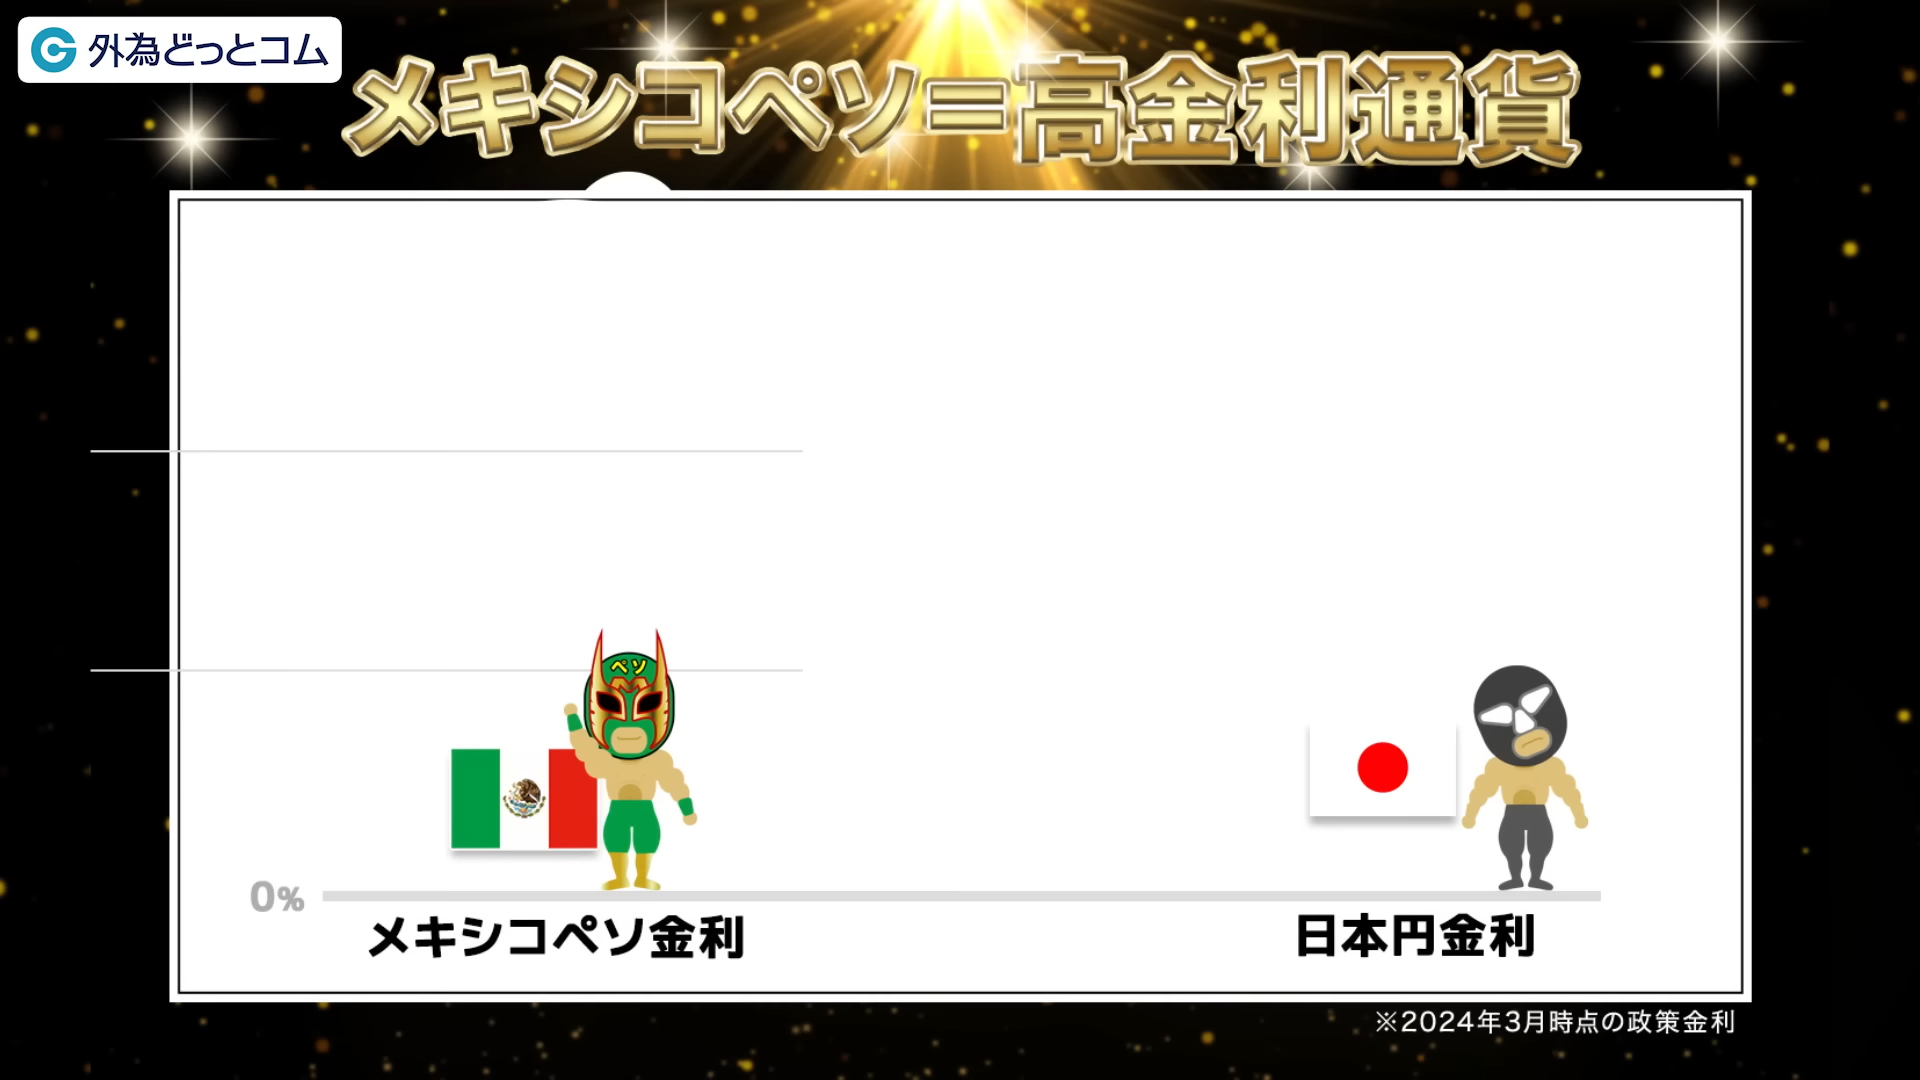 外為どっとコム
メキシコペソ=高金利通貨
ペソ
0%
メキシコペソ金利
日本円金利
※2024年3月時点の政策金利